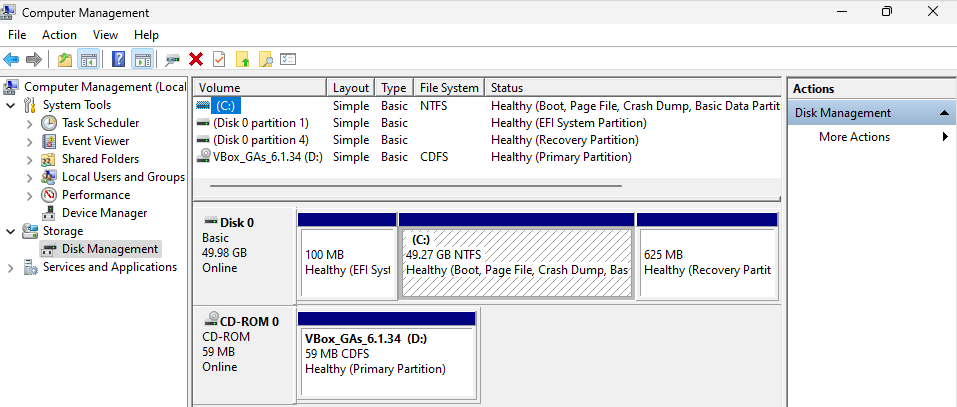 Computer Management
File Action View Help
Computer Management (Local
System Tools
Task Scheduler
Event Viewer
Shared Folders
Local Users and Groups
Performance
Device Manager
Storage
Disk Management
Services and Applications
Volume Layout Type File System Status
(C:) Simple Basic NTFS Healthy (Boot, Page File, Crash Dump, Basic Data Partit
(Disk 0 partition 1) Simple Basic Healthy (EFI System Partition)
(Disk 0 partition 4) Simple Basic Healthy (Recovery Partition)
VBox_GAs_6.1.34 (D:) Simple Basic CDFS Healthy (Primary Partition)
Disk 0
Basic
49.98 GB
Online
100 MB
Healthy (EFI Syst
(C:)
49.27 GB NTFS
Healthy (Boot, Page File, Crash Dump, Bas
625 MB
Healthy (Recovery Partit
CD-ROM 0
CD-ROM
59 MB
Online
VBox_GAs_6.1.34 (D:)
59 MB CDFS
Healthy (Primary Partition)
Actions
Disk Management
More Actions